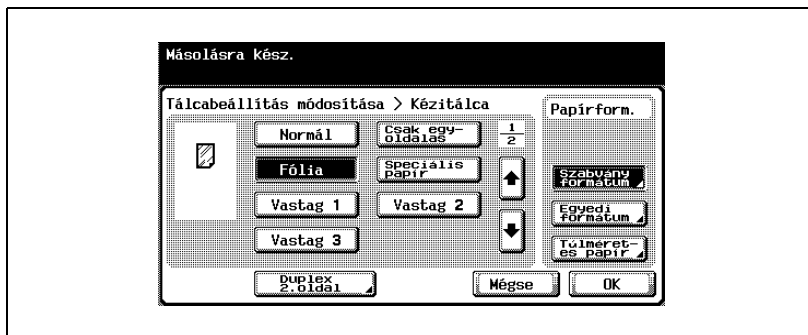 Másolásra kész.
Tálcabeállítás módosítása > Kézitálca
Papírform.
Normál
Csak egy-
oldalas
1
2
Fólia
Speciális
papír
Szabvány
formátum
Vastag 1
Vastag 2
Egyedi
formátum
Vastag 3
Túlméret-
es papír
Duplex
2.oldal
Mégse
OK